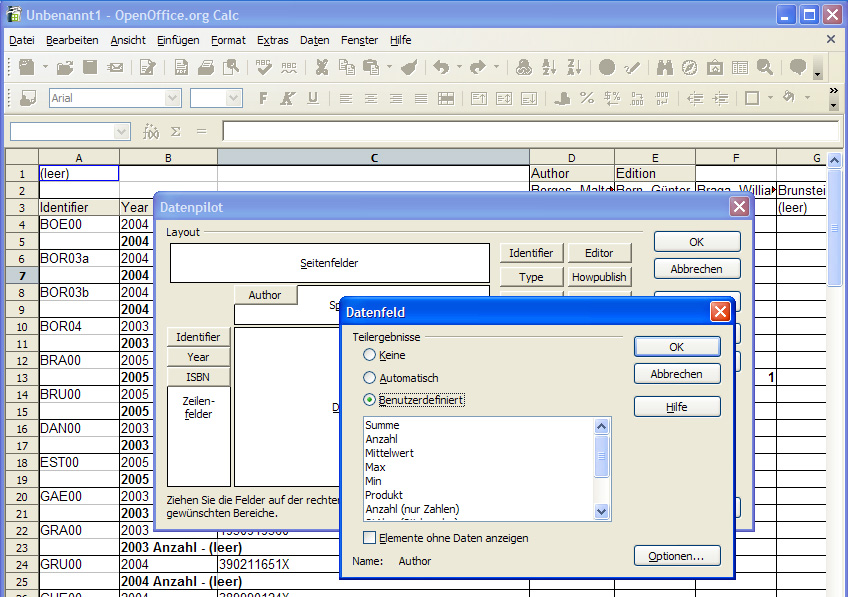 Unbenannt1 - OpenOffice.org Calc
Datei Bearbeiten Ansicht Einfügen Format Extras Daten Fenster Hilfe
Arial
F K U
A B C D E F G
1 (leer) Author Edition
2 Borges, Malte Born, Günter Braga, Willia Brunstei
3 Identifier Year (leer)
4 BOE00 2004
5 2004
6 BOR03a 2004
7 2004
8 BOR03b 2004
9 2004
10 BOR04 2003
11 2003
12 BRA00 2005
13 2005 1
14 BRU00 2005
15 2005
16 DAN00 2003
17 2003
18 EST00 2005
19 2005
20 GAE00 2003
21 2003
22 GRA00 2003
23 2003 Anzahl - (leer)
24 GRU00 2004 390211651X
25 2004 Anzahl - (leer)
Datenpilot
Layout
Seitenfelder
Identifier Editor
Type Howpublish
OK
Abbrechen
Author
Identifier
Year
ISBN
Zeilen-
felder
Ziehen Sie die Felder auf der rechten
gewünschten Bereiche.
Datenfeld
Teilergebnisse
Keine
Automatisch
Benutzerdefiniert
Summe
Anzahl
Mittelwert
Max
Min
Produkt
Anzahl (nur Zahlen)
Elemente ohne Daten anzeigen
Name: Author
OK
Abbrechen
Hilfe
Optionen...